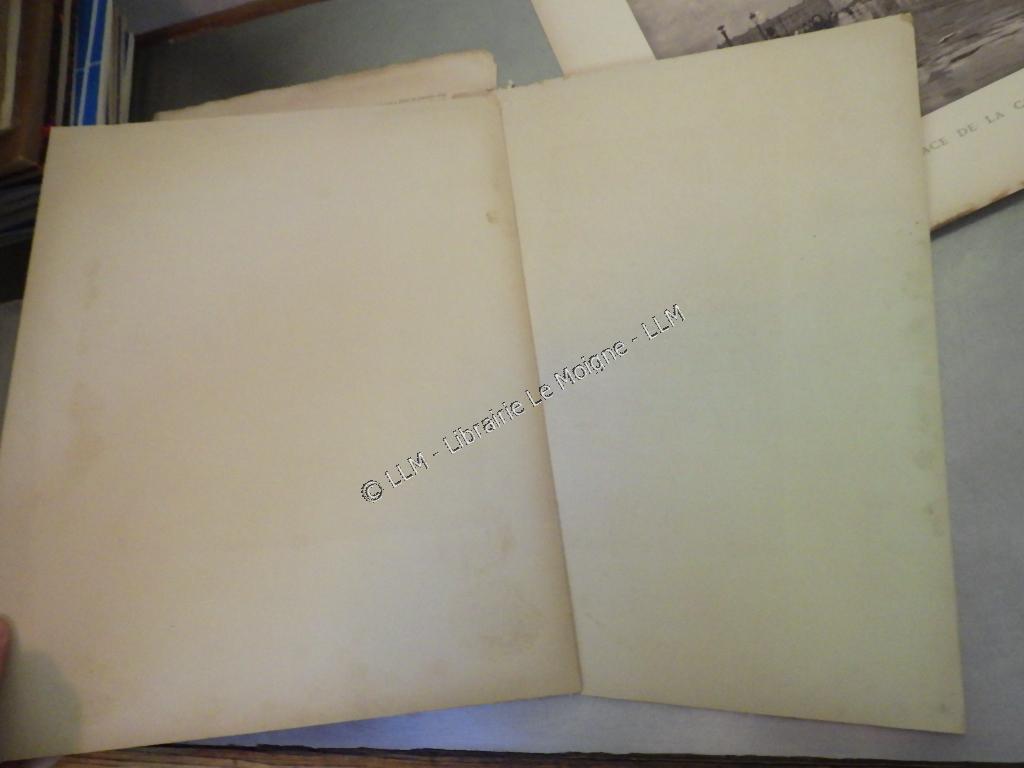 ACE DE LA C
© LLM - Librairie Le Moigne - LLM